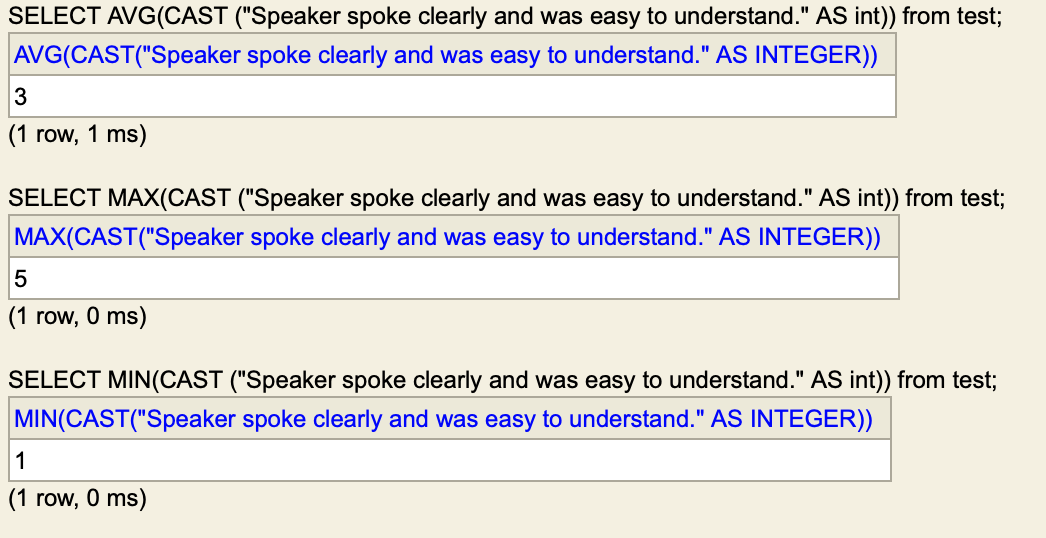 SELECT AVG(CAST ("Speaker spoke clearly and was easy to understand." AS int)) from test;
AVG(CAST("Speaker spoke clearly and was easy to understand." AS INTEGER))
3
(1 row, 1 ms)
SELECT MAX(CAST ("Speaker spoke clearly and was easy to understand." AS int)) from test;
MAX(CAST("Speaker spoke clearly and was easy to understand." AS INTEGER))
5
(1 row, 0 ms)
SELECT MIN(CAST ("Speaker spoke clearly and was easy to understand." AS int)) from test;
MIN(CAST("Speaker spoke clearly and was easy to understand." AS INTEGER))
1
(1 row, 0 ms)